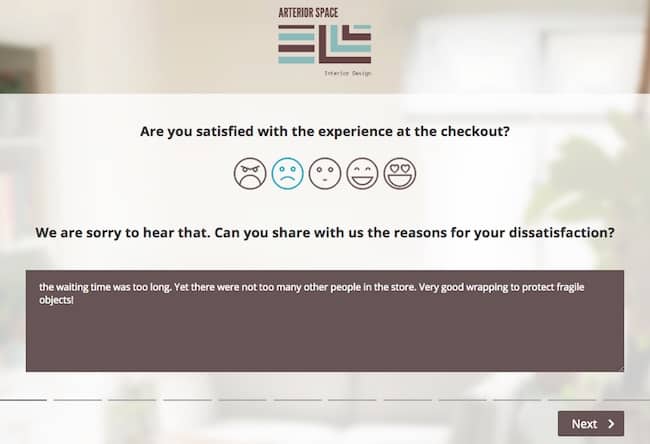 ARTERIOR SPACE
Interior Design
Are you satisfied with the experience at the checkout?
We are sorry to hear that. Can you share with us the reasons for your dissatisfaction?
the waiting time was too long. Yet there were not too many other people in the store. Very good wrapping to protect fragile
objects!
Next